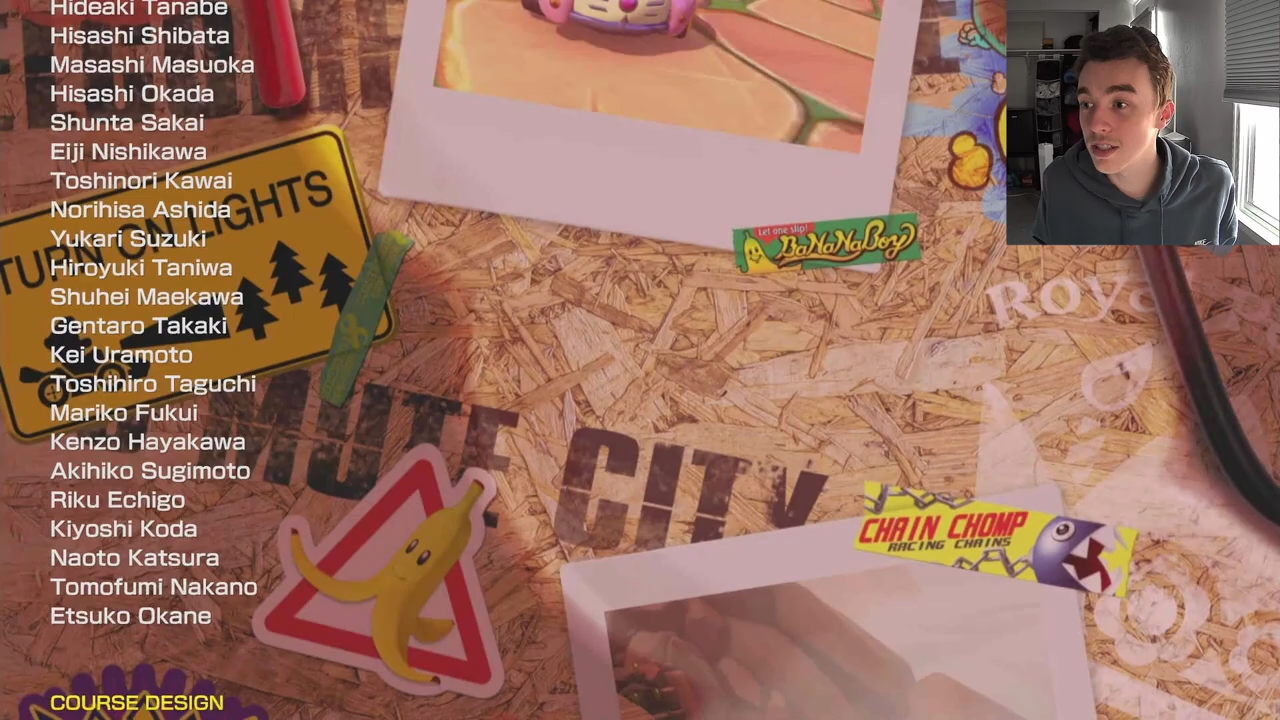 Hideaki Tanabe
Hisashi Shibata
Masashi Masuoka
Hisashi Okada
Shunta Sakai
Eiji Nishikawa
Toshinori Kawai
Norihisa Ashida
Yukari Suzuki
Hiroyuki Taniwa
Shuhei Maekawa
Gentaro Takaki
Kei Uramoto
Toshihiro Taguchi
Mariko Fukui
Kenzo Hayakawa
Akihiko Sugimoto
Riku Echigo
Kiyoshi Koda
Naoto Katsura
Tomofumi Nakano
Etsuko Okane
COURSE DESIGN
TURN ON LIGHTS
Let one slip!
BaNaNaBoy
MUTE CITY
CHAIN CHOMP
RACING CHAINS